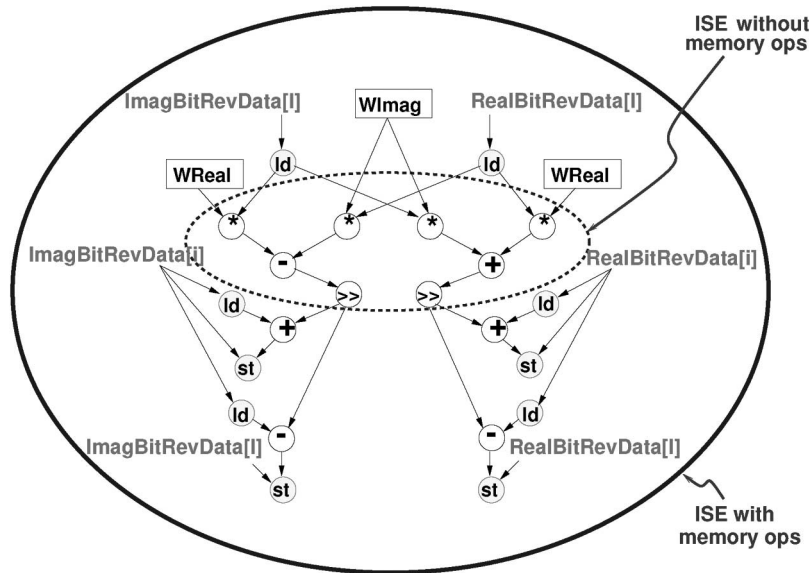 ISE without
memory ops
ImagBitRevData[l]
WImag
RealBitRevData[l]
ld
ld
WReal
WReal
*
*
*
*
ImagBitRevData[i]
-
+
RealBitRevData[i]
>>
>>
ld
+
+
ld
st
st
ld
-
-
ld
ImagBitRevData[l]
RealBitRevData[l]
st
st
ISE with
memory ops